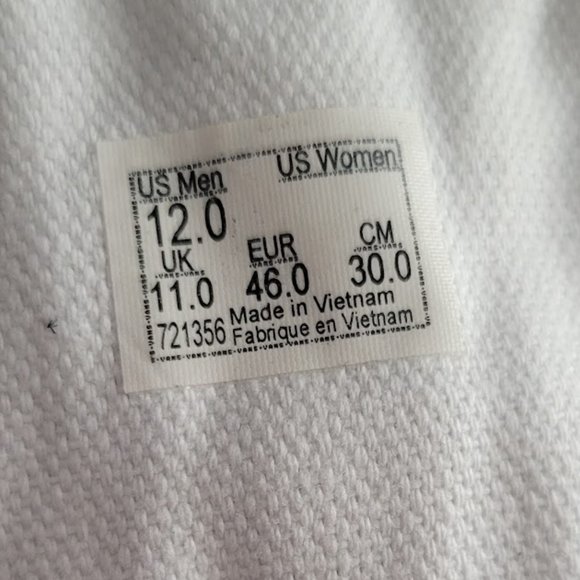 US Men US Women
12.0
UK EUR CM
11.0 46.0 30.0
Made in Vietnam
721356 Fabrique en Vietnam